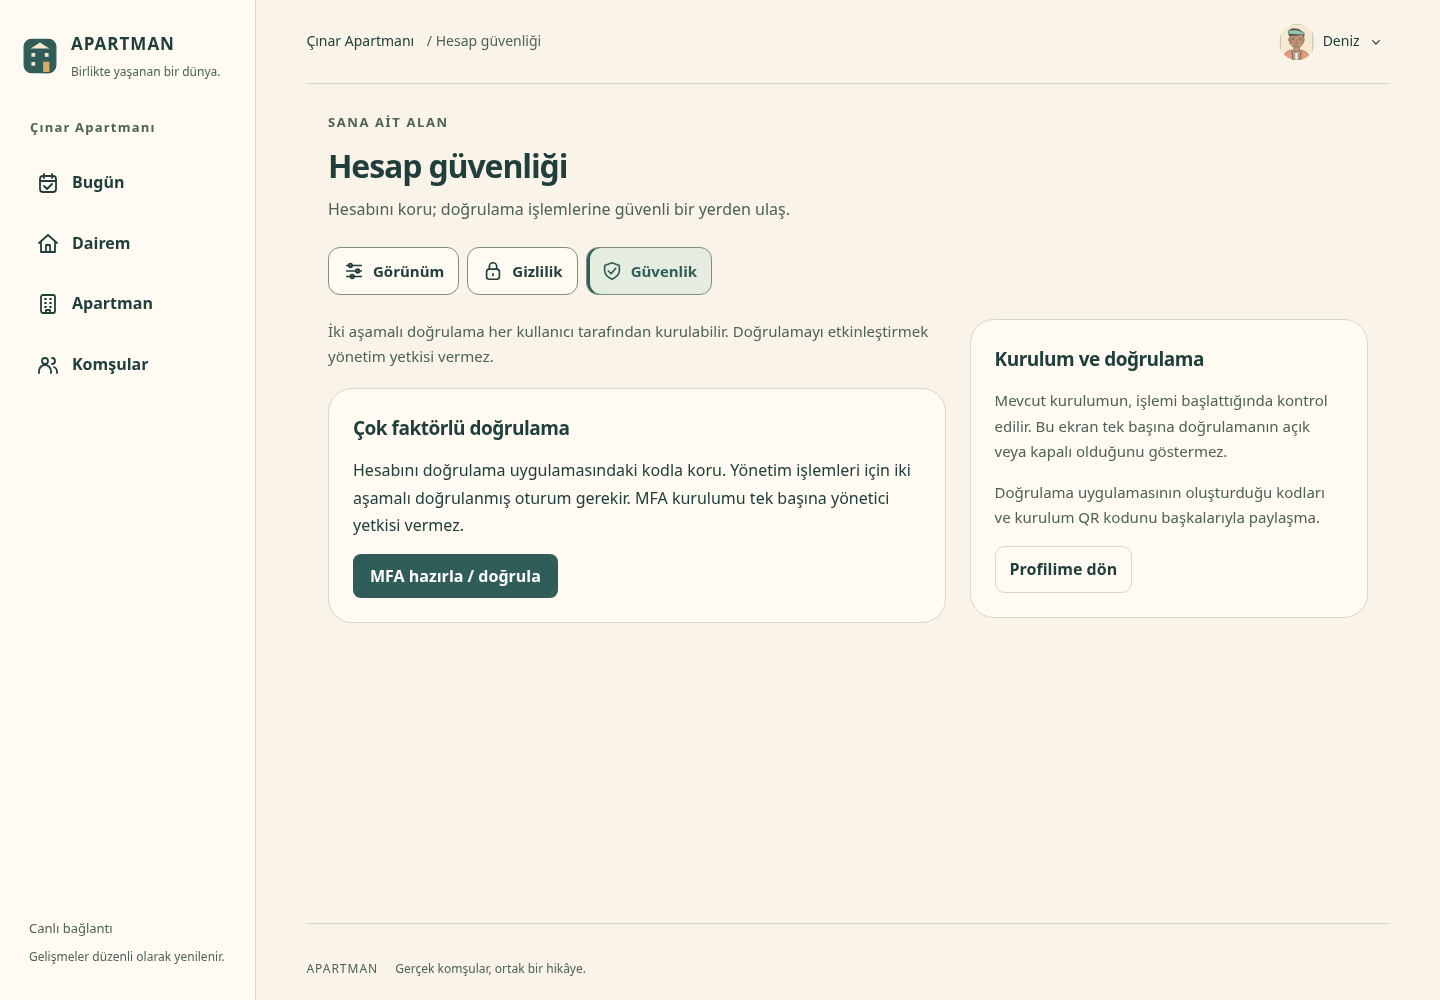 APARTMAN
Birlikte yaşanan bir dünya.
Çınar Apartmanı
Bugün
Dairem
Apartman
Komşular
Canlı bağlantı
Gelişmeler düzenli olarak yenilenir.
Çınar Apartmanı / Hesap güvenliği
Deniz
SANA AİT ALAN
Hesap güvenliği
Hesabını koru; doğrulama işlemlerine güvenli bir yerden ulaş.
Görünüm
Gizlilik
Güvenlik
İki aşamalı doğrulama her kullanıcı tarafından kurulabilir. Doğrulamayı etkinleştirmek
yönetim yetkisi vermez.
Çok faktörlü doğrulama
Hesabını doğrulama uygulamasındaki kodla koru. Yönetim işlemleri için iki
aşamalı doğrulanmış oturum gerekir. MFA kurulumu tek başına yönetici
yetkisi vermez.
MFA hazırla / doğrula
Kurulum ve doğrulama
Mevcut kurulumun, işlemi başlattığında kontrol
edilir. Bu ekran tek başına doğrulamanın açık
veya kapalı olduğunu göstermez.
Doğrulama uygulamasının oluşturduğu kodları
ve kurulum QR kodunu başkalarıyla paylaşma.
Profilime dön
APARTMAN Gerçek komşular, ortak bir hikâye.